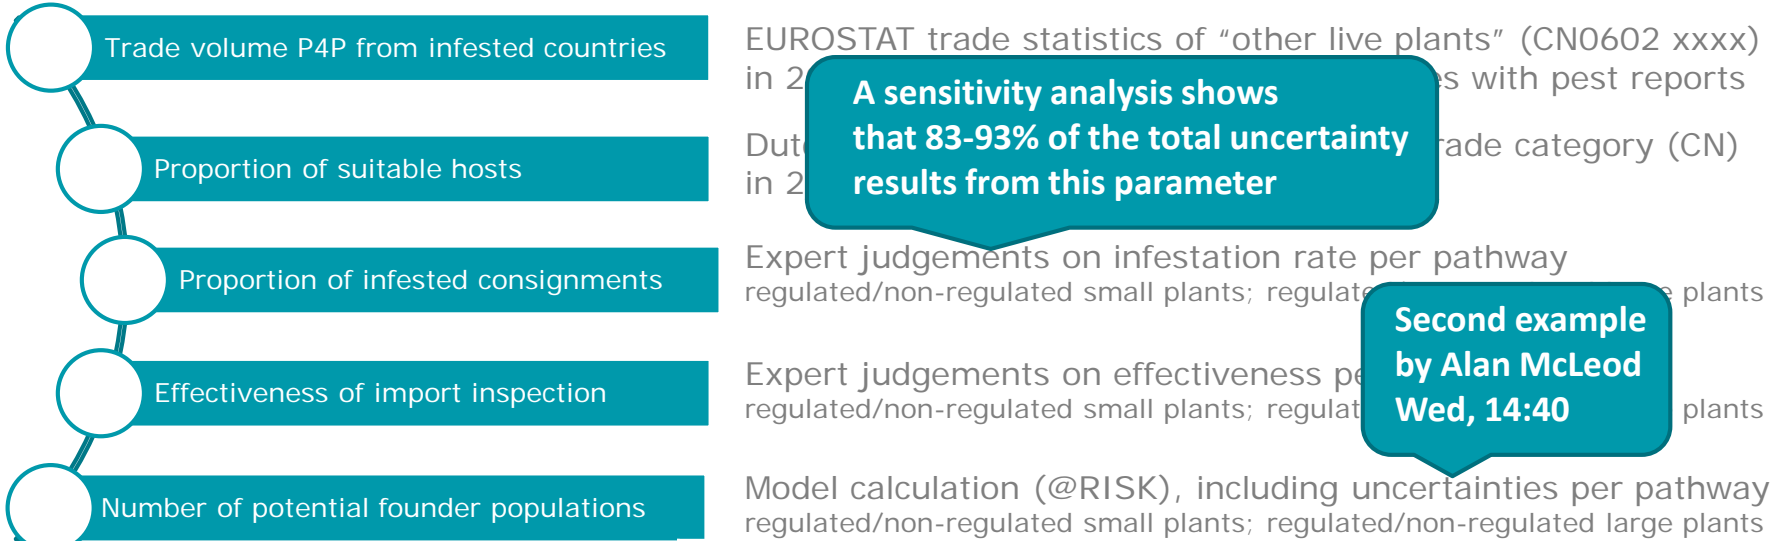 Trade volume P4P from infested countries
EUROSTAT trade statistics of “other live plants” (CN0602 xxxx)
in 2 s with pest reports
A sensitivity analysis shows
that 83-93% of the total uncertainty
results from this parameter
Proportion of suitable hosts
category (CN)
in 2
Proportion of infested consignments
Expert judgements on infestation rate per pathway
regulated/non-regulated small plants; plants
Second example
by Alan McLeod
Wed, 14:40
Effectiveness of import inspection
Expert judgements on effectiveness
regulated/non-regulated small plants; plants
Number of potential founder populations
Model calculation (@RISK), including uncertainties per pathway
regulated/non-regulated small plants; regulated/non-regulated large plants